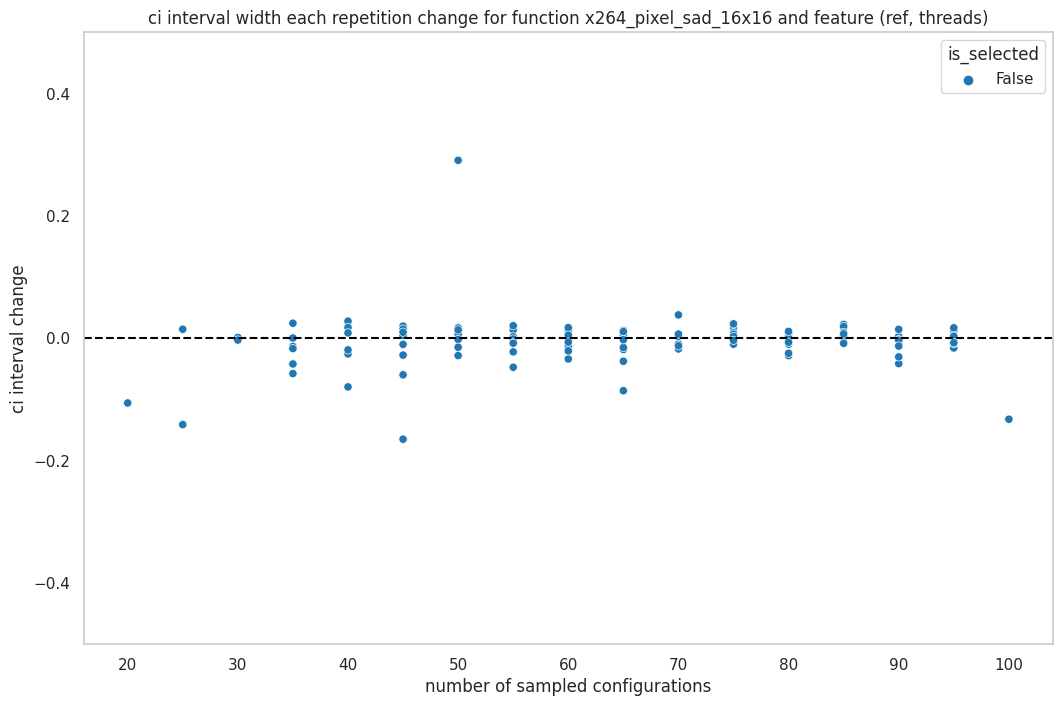 ci interval width each repetition change for function x264_pixel_sad_16x16 and feature (ref, threads)
is_selected
False
0.4
0.2
0.0
−0.2
−0.4
ci interval change
20 30 40 50 60 70 80 90 100
number of sampled configurations